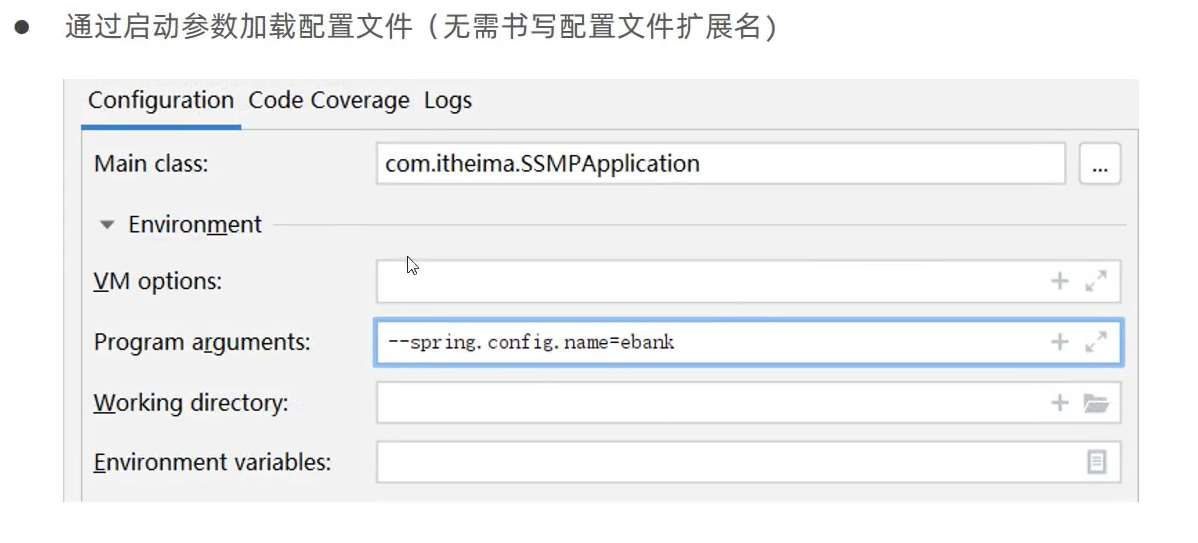 ● 通过启动参数加载配置文件（无需书写配置文件扩展名）
Configuration Code Coverage Logs
Main class: com.itheima.SSMPApplication ...
Environment
VM options:
Program arguments: --spring.config.name=ebank
Working directory:
Environment variables: